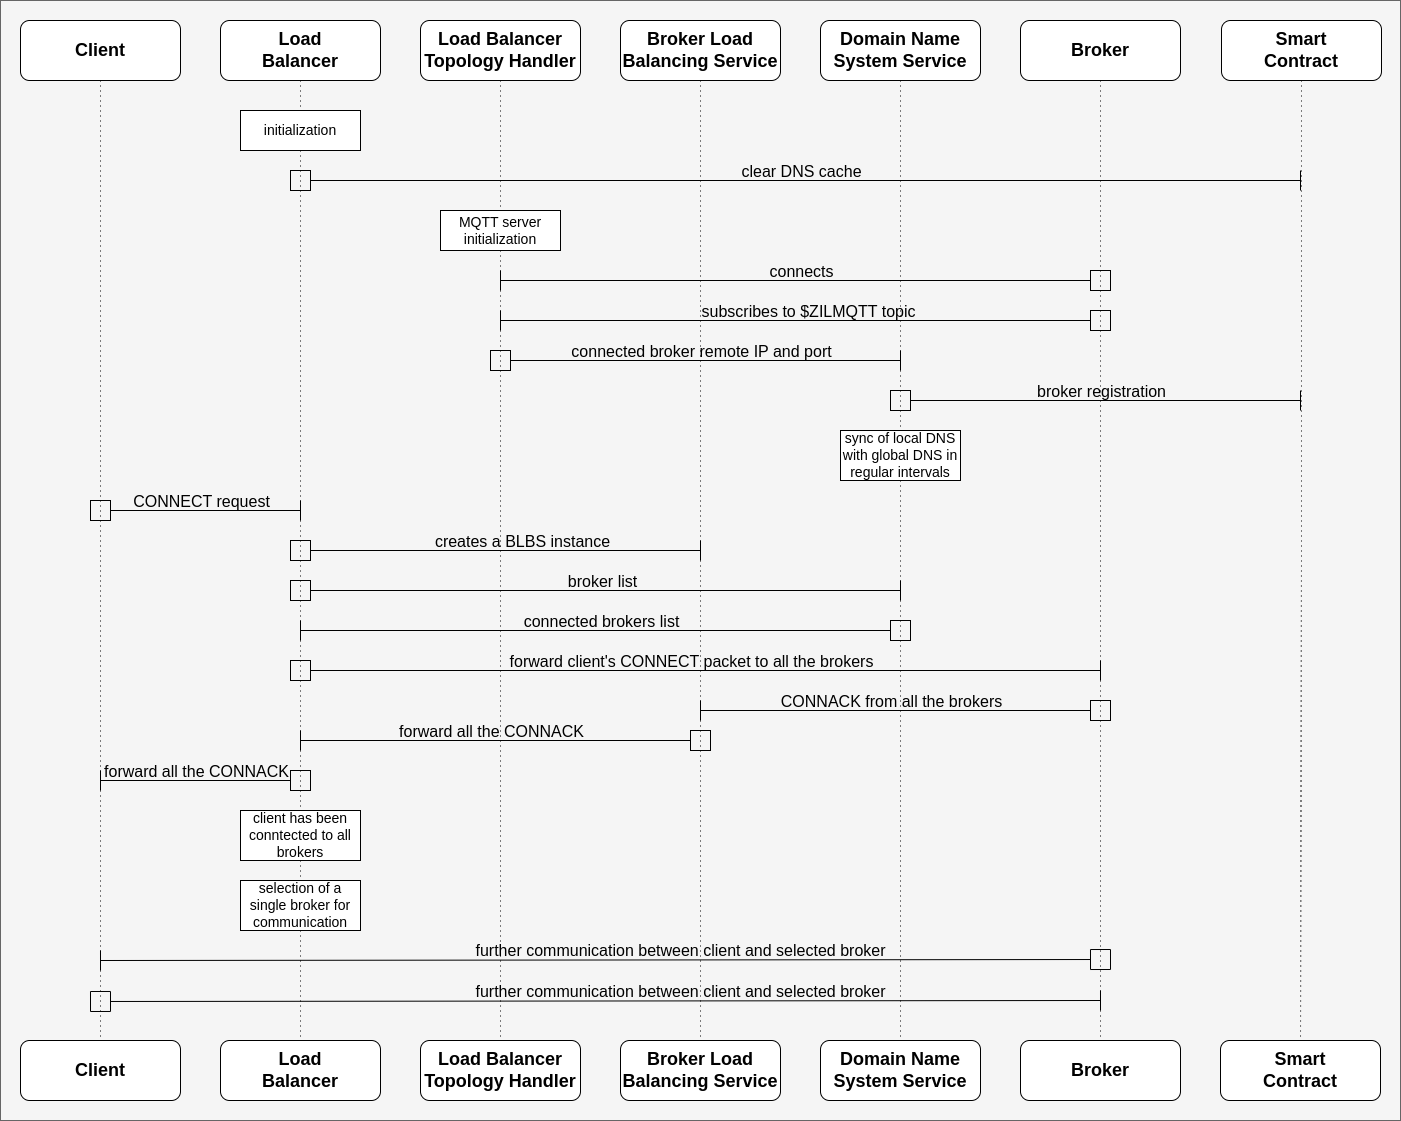 Client
Load
Balancer
Load Balancer
Topology Handler
Broker Load
Balancing Service
Domain Name
System Service
Broker
Smart
Contract
initialization
clear DNS cache
MQTT server
initialization
connects
subscribes to $ZILMQTT topic
connected broker remote IP and port
broker registration
sync of local DNS
with global DNS in
regular intervals
CONNECT request
creates a BLBS instance
broker list
connected brokers list
forward client's CONNECT packet to all the brokers
CONNACK from all the brokers
forward all the CONNACK
forward all the CONNACK
client has been
conntected to all
brokers
selection of a
single broker for
communication
further communication between client and selected broker
further communication between client and selected broker
Client
Load
Balancer
Load Balancer
Topology Handler
Broker Load
Balancing Service
Domain Name
System Service
Broker
Smart
Contract